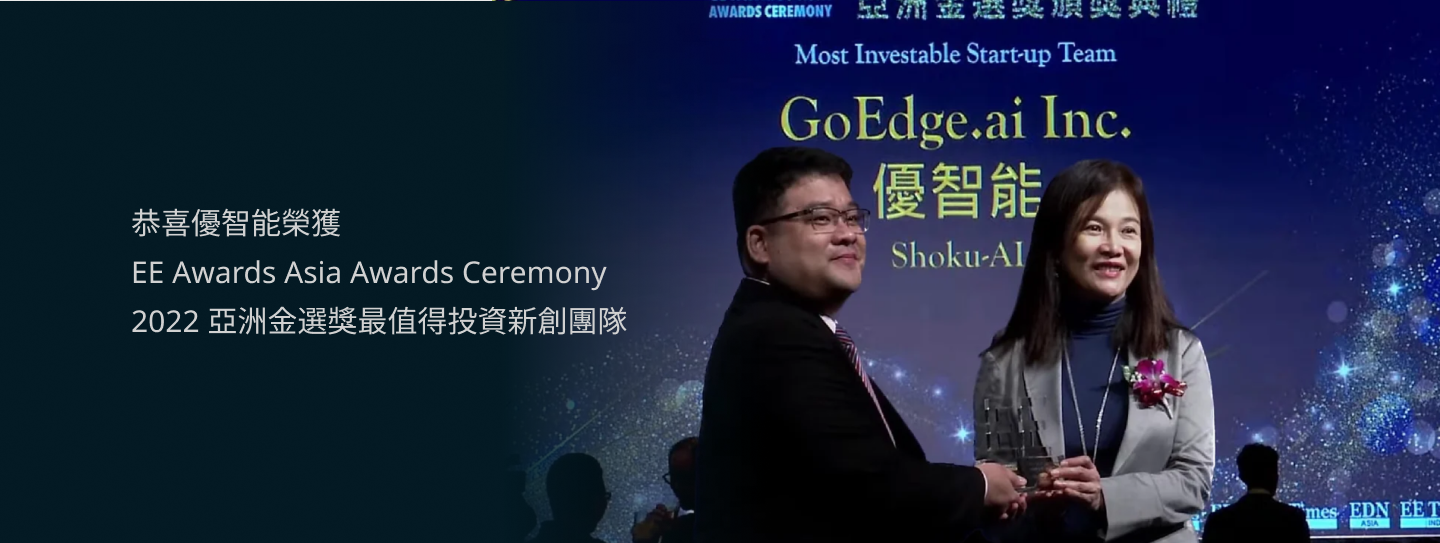 恭喜優智能榮獲
EE Awards Asia Awards Ceremony
2022 亞洲金選獎最值得投資新創團隊
AWARDS CEREMONY 亞洲金選獎頒獎典禮
Most Investable Start-up Team
GoEdge.ai Inc.
優智能
Shoku-AI
EDN
ASIA
EE T